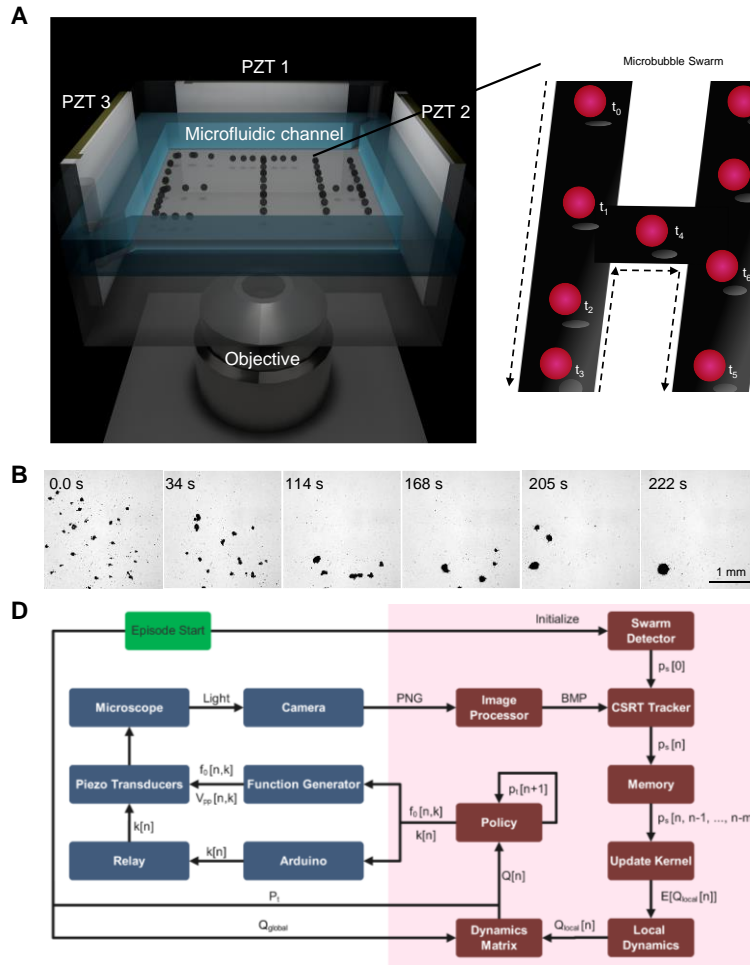 A
PZT 1
PZT 3
PZT 2
Microfluidic channel
Objective
Microbubble Swarm
t0
t1
t4
t6
t2
t3
t5
B
0.0 s
34 s
114 s
168 s
205 s
222 s
1 mm
D
Episode Start
Initialize
Swarm
Detector
ps[0]
Microscope
Light
Camera
PNG
Image
Processor
BMP
CSRT Tracker
ps[n]
Piezo Transducers
f0[n,k]
Vpp[n,k]
Function Generator
f0[n,k]
k[n]
pt[n+1]
Policy
Memory
ps[n, n-1, ..., n-m
Relay
k[n]
k[n]
Arduino
Q[n]
Update Kernel
E[Qlocal[n]]
Pt
Qglobal
Dynamics
Matrix
Qlocal[n]
Local
Dynamics